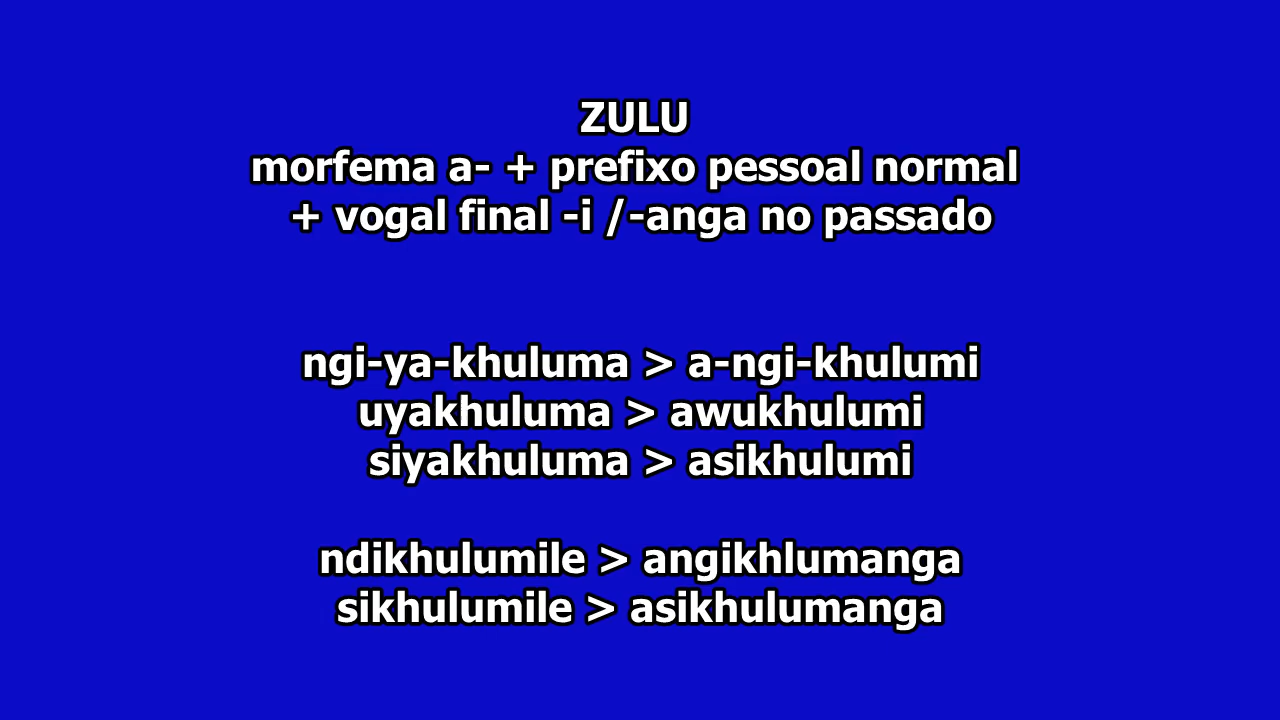 ZULU
morfema a- + prefixo pessoal normal
+ vogal final -i /-anga no passado
ngi-ya-khuluma > a-ngi-khulumi
uyakhuluma > awukhulumi
siyakhuluma > asikhulumi
ndikhulumile > angikhlumanga
sikhulumile > asikhulumanga